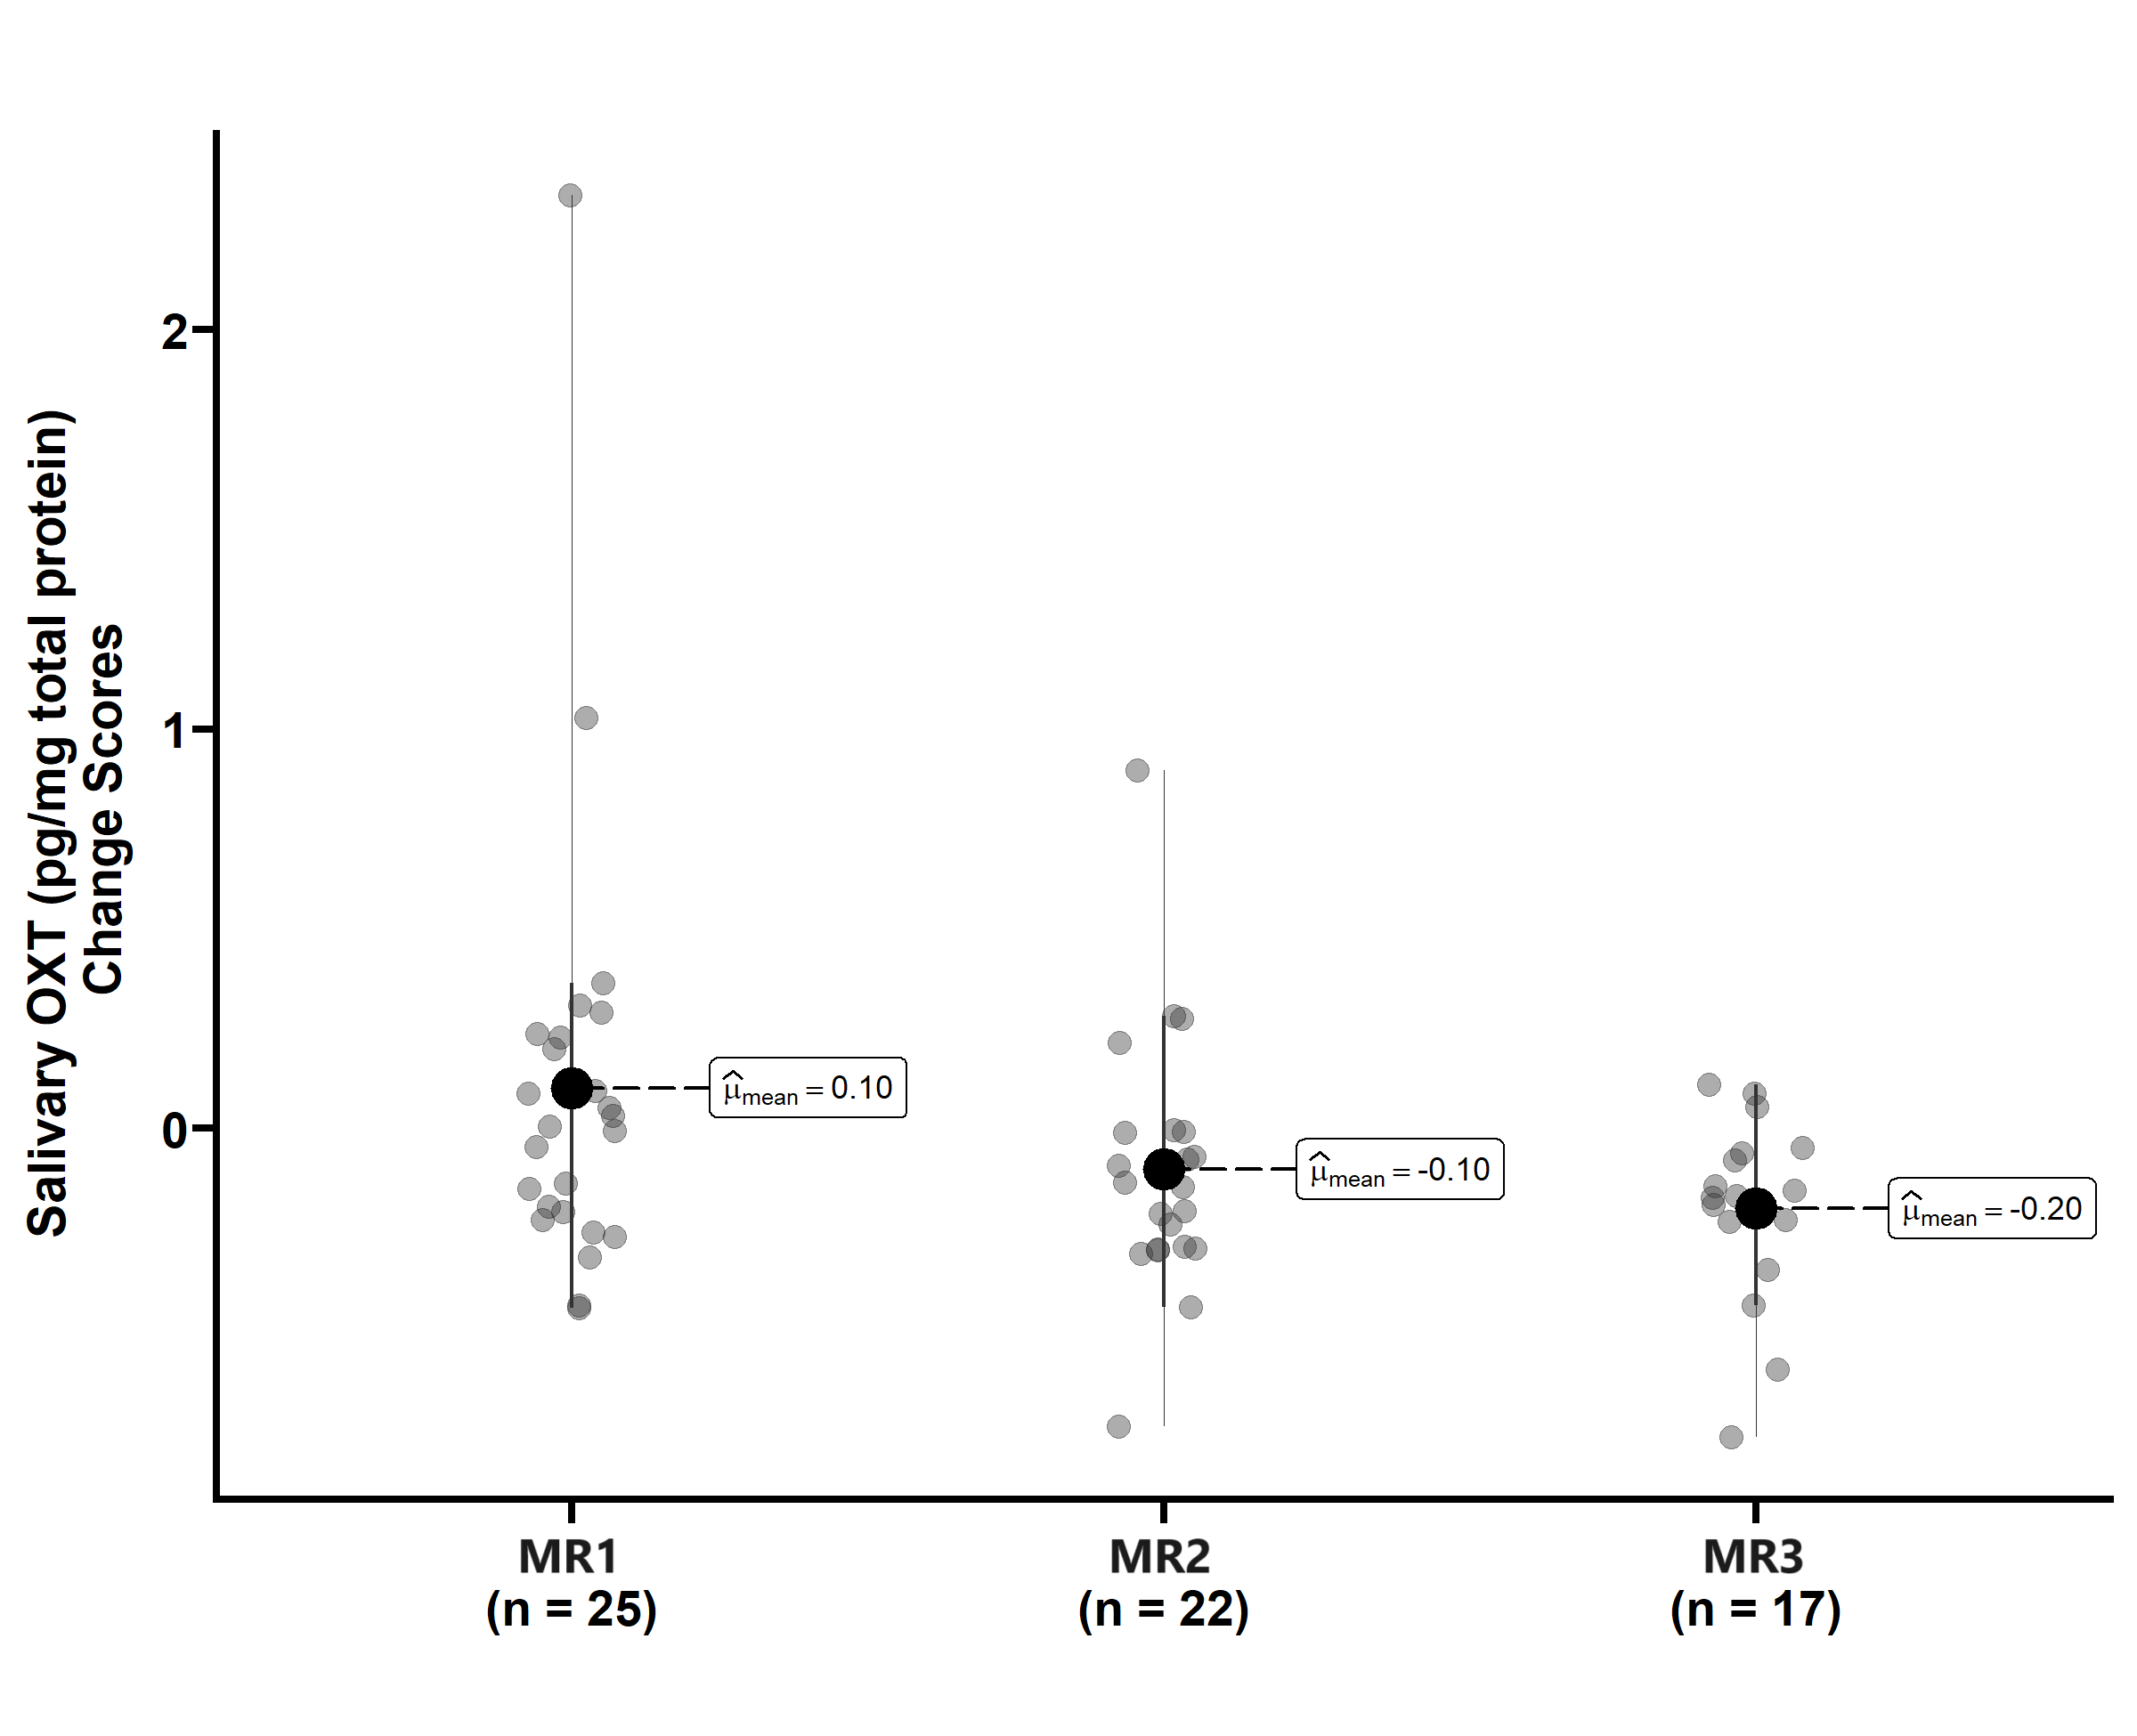 Salivary OXT (pg/mg total protein)
Change Scores
2
1
0
μ̂mean = 0.10
μ̂mean = -0.10
μ̂mean = -0.20
MR1
(n = 25)
MR2
(n = 22)
MR3
(n = 17)